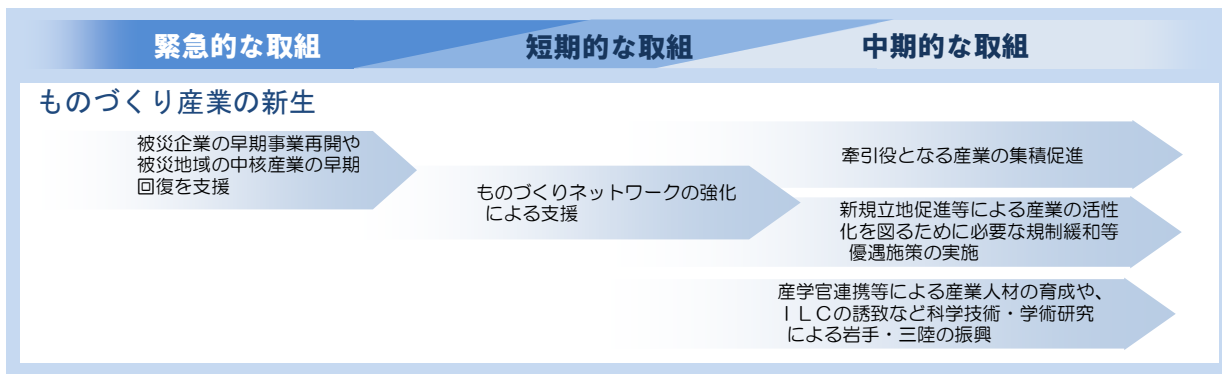 緊急的な取組
短期的な取組
中期的な取組
ものづくり産業の新生
被災企業の早期事業再開や
被災地域の中核産業の早期
回復を支援
ものづくりネットワークの強化
による支援
牽引役となる産業の集積促進
新規立地促進等による産業の活性
化を図るために必要な規制緩和等
優遇施策の実施
産学官連携等による産業人材の育成や、
ＩＬＣの誘致など科学技術・学術研究
による岩手・三陸の振興